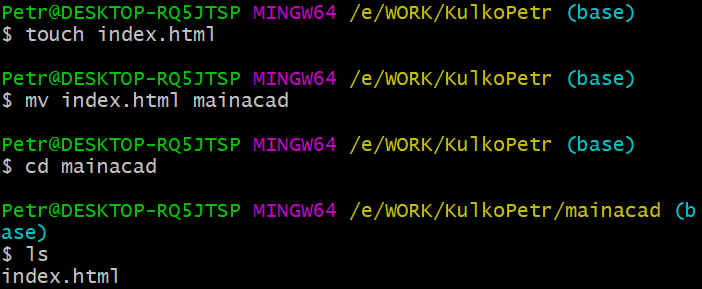 Petr@DESKTOP-RQ5JTSP MINGW64 /e/WORK/KulkoPetr (base)
$ touch index.html
Petr@DESKTOP-RQ5JTSP MINGW64 /e/WORK/KulkoPetr (base)
$ mv index.html mainacad
Petr@DESKTOP-RQ5JTSP MINGW64 /e/WORK/KulkoPetr (base)
$ cd mainacad
Petr@DESKTOP-RQ5JTSP MINGW64 /e/WORK/KulkoPetr/mainacad (b
ase)
$ ls
index.html